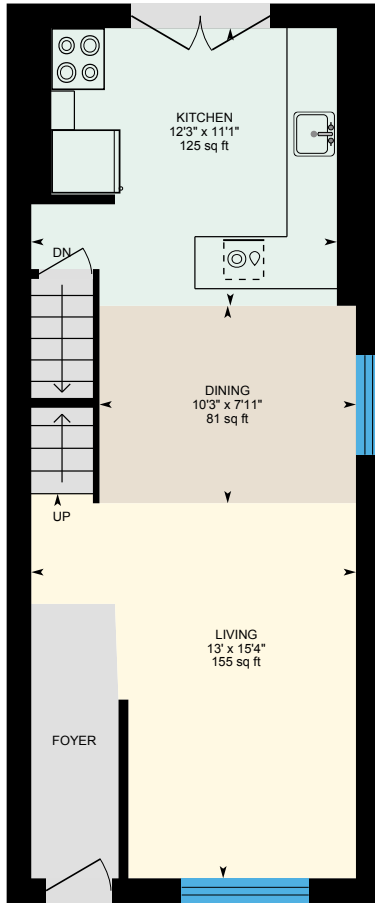 KITCHEN
12'3" x 11'1"
125 sq ft
DN
DINING
10'3" x 7'11"
81 sq ft
UP
LIVING
13' x 15'4"
155 sq ft
FOYER